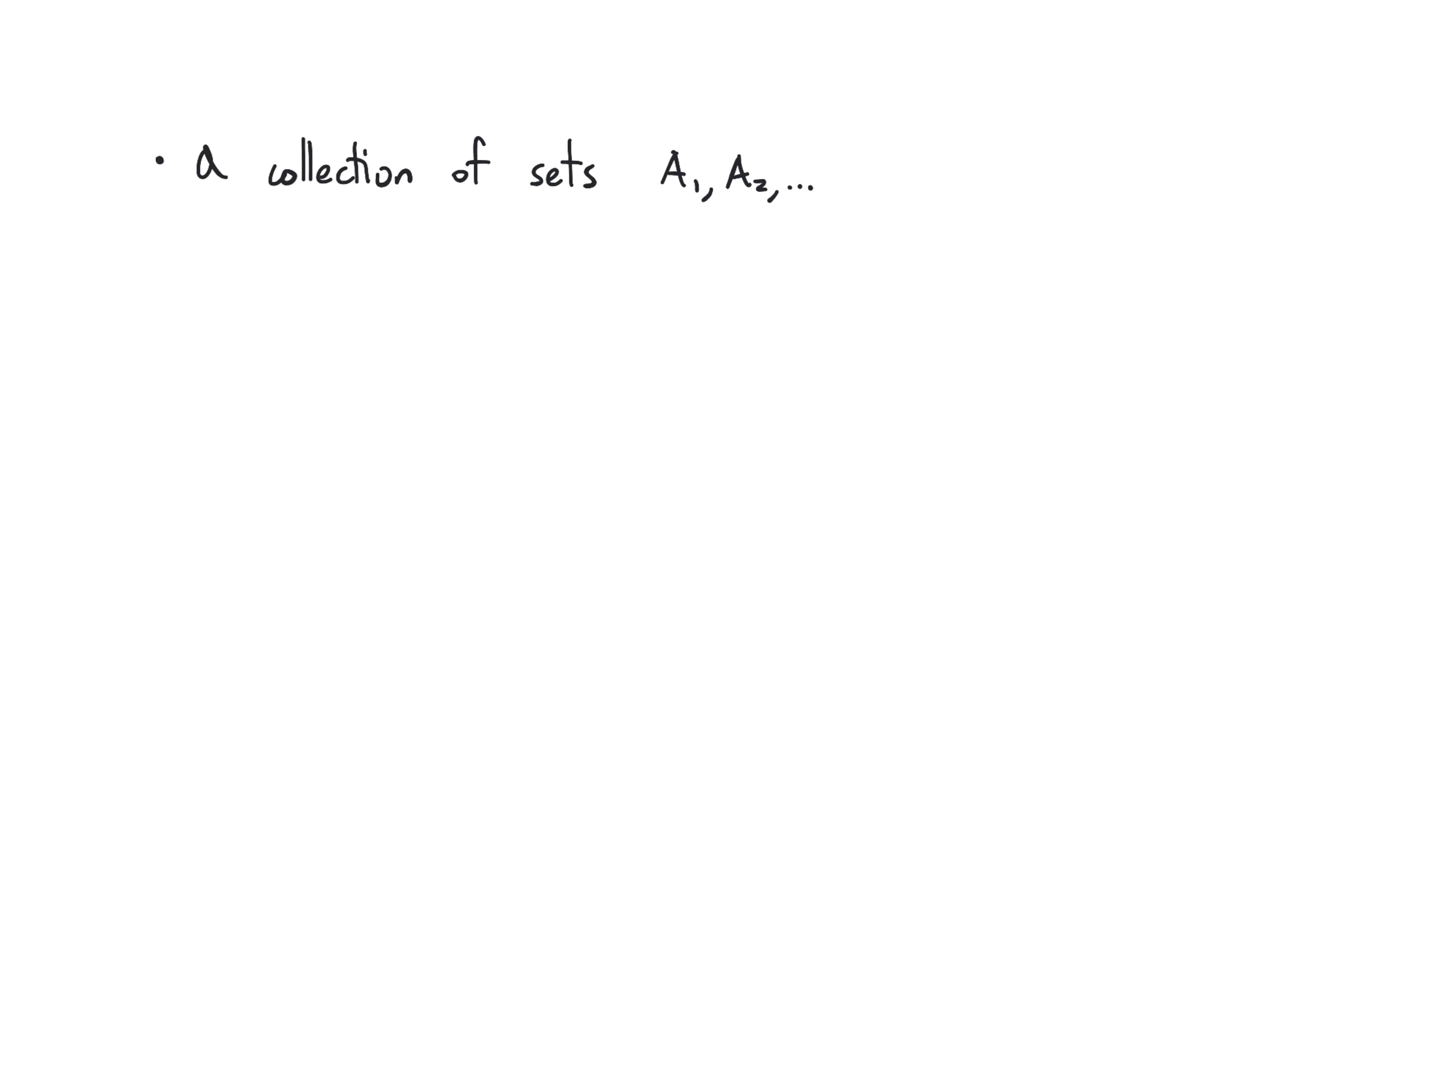 • a collection of sets A₁, A₂, ...